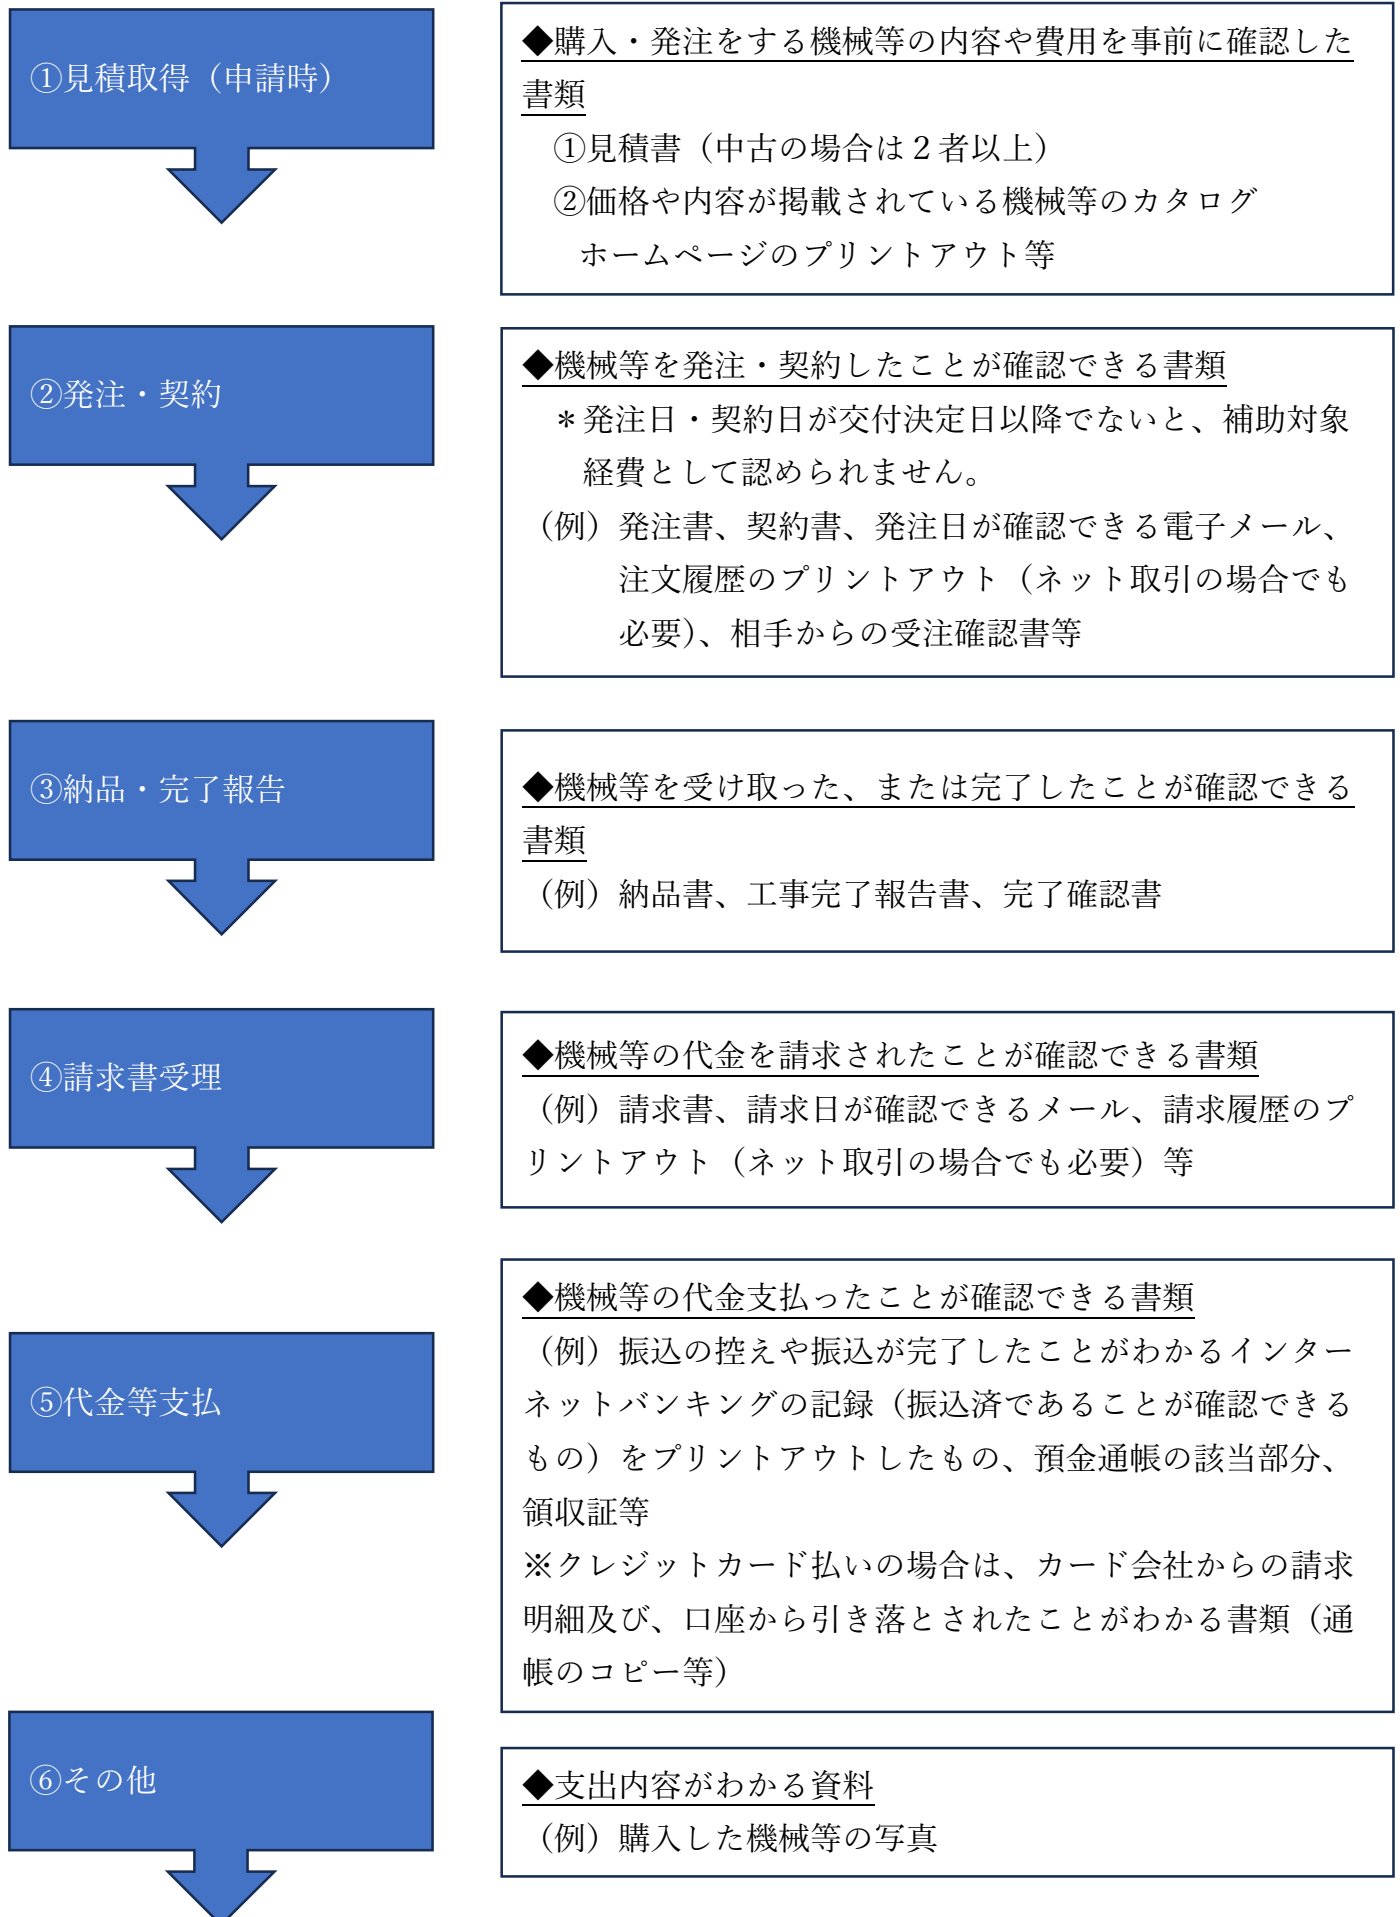 ①見積取得（申請時）
◆購入・発注をする機械等の内容や費用を事前に確認した
書類
①見積書（中古の場合は２者以上）
②価格や内容が掲載されている機械等のカタログ
ホームページのプリントアウト等
②発注・契約
◆機械等を発注・契約したことが確認できる書類
＊発注日・契約日が交付決定日以降でないと、補助対象
経費として認められません。
（例）発注書、契約書、発注日が確認できる電子メール、
注文履歴のプリントアウト（ネット取引の場合でも
必要）、相手からの受注確認書等
③納品・完了報告
◆機械等を受け取った、または完了したことが確認できる
書類
（例）納品書、工事完了報告書、完了確認書
④請求書受理
◆機械等の代金を請求されたことが確認できる書類
（例）請求書、請求日が確認できるメール、請求履歴のプ
リントアウト（ネット取引の場合でも必要）等
⑤代金等支払
◆機械等の代金支払ったことが確認できる書類
（例）振込の控えや振込が完了したことがわかるインター
ネットバンキングの記録（振込済であることが確認できる
もの）をプリントアウトしたもの、預金通帳の該当部分、
領収証等
※クレジットカード払いの場合は、カード会社からの請求
明細及び、口座から引き落とされたことがわかる書類（通
帳のコピー等）
⑥その他
◆支出内容がわかる資料
（例）購入した機械等の写真